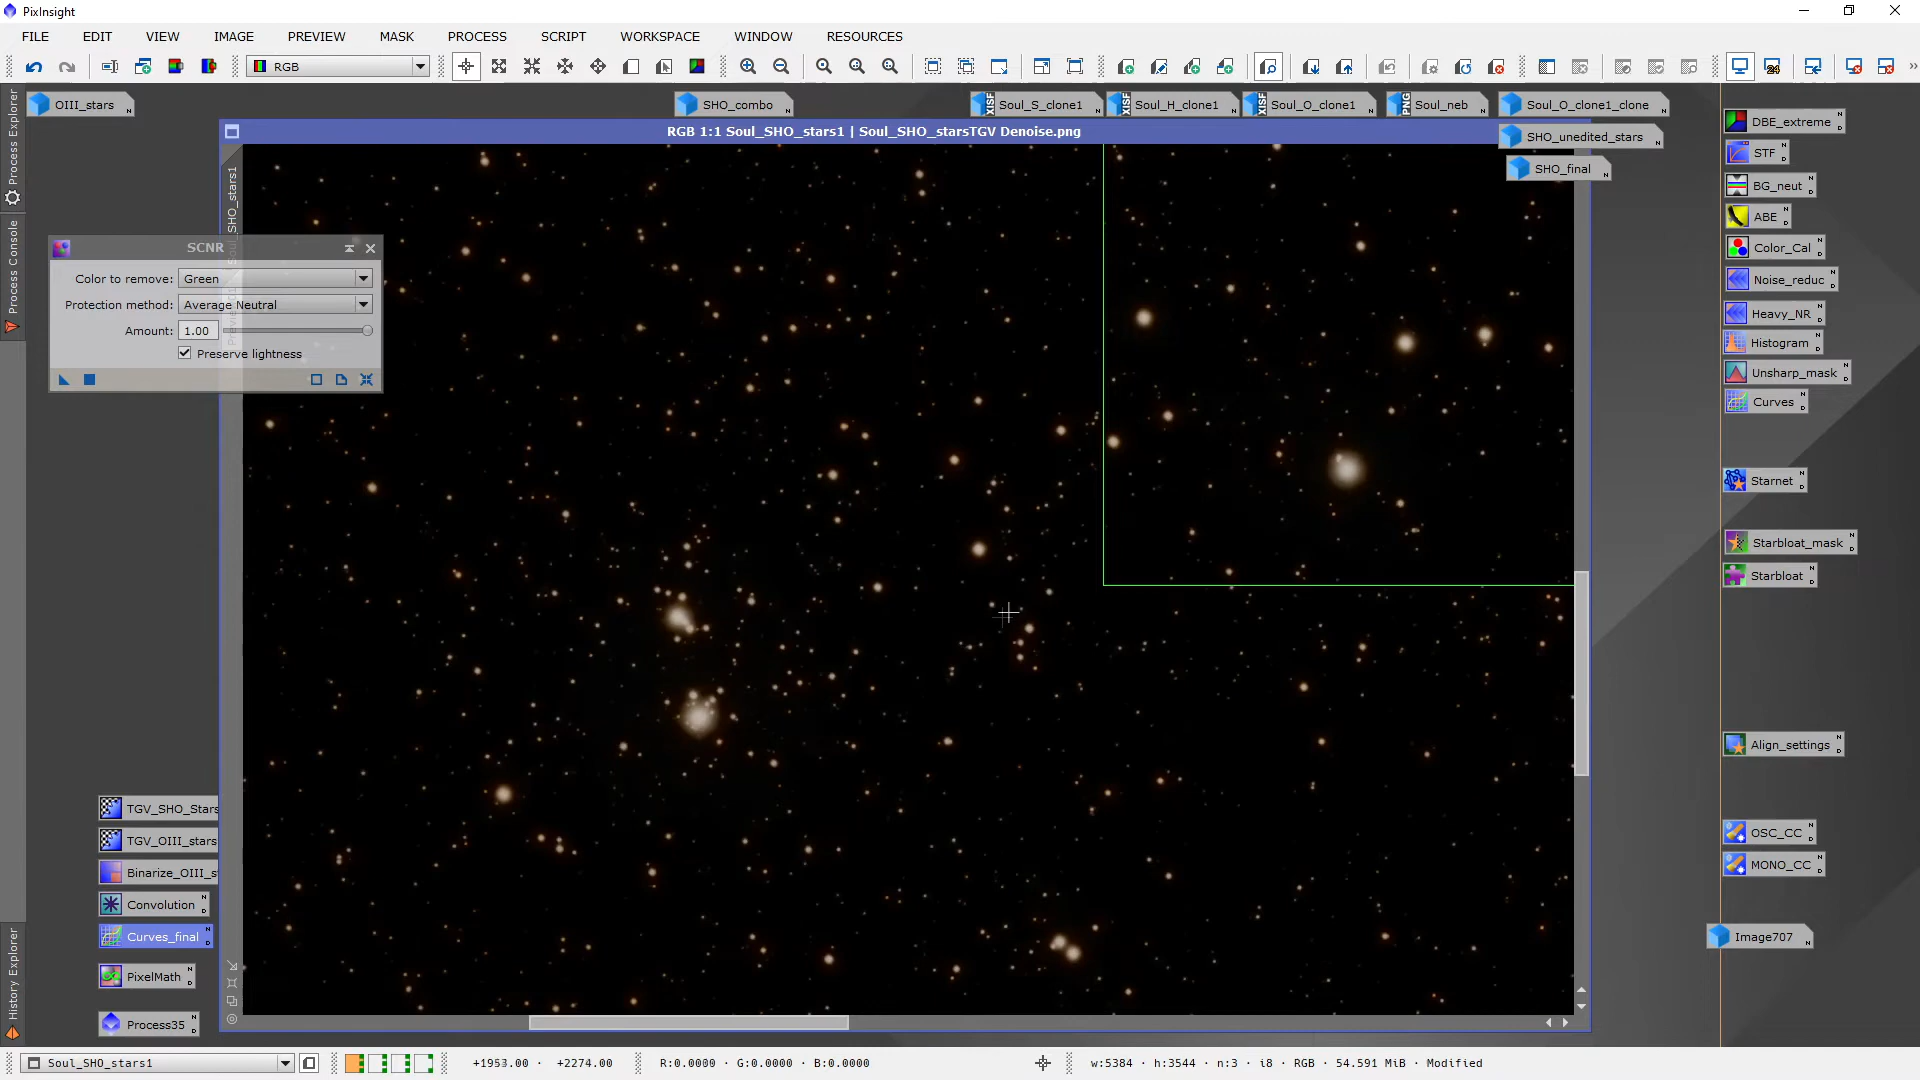 PixInsight
FILE EDIT VIEW IMAGE PREVIEW MASK PROCESS SCRIPT WORKSPACE WINDOW RESOURCES
RGB
24
OIII_stars
SHO_combo
Soul_S_clone1
Soul_H_clone1
Soul_O_clone1
Soul_neb
Soul_O_clone1_clone
RGB 1:1 Soul_SHO_stars1 | Soul_SHO_starsTGV Denoise.png
SHO_unedited_stars
SHO_final
Process Explorer
Process Console
History Explorer
Soul_SHO_stars1
SCNR
Color to remove: Green
Protection method: Average Neutral
Amount: 1.00
Preserve lightness
DBE_extreme
STF
BG_neut
ABE
Color_Cal
Noise_reduc
Heavy_NR
Histogram
Unsharp_mask
Curves
Starnet
Starbloat_mask
Starbloat
Align_settings
OSC_CC
MONO_CC
Image707
TGV_SHO_Stars
TGV_OIII_stars
Binarize_OIII_s
Convolution
Curves_final
PixelMath
Process35
Soul_SHO_stars1
+1953.00 · +2274.00
R:0.0000 · G:0.0000 · B:0.0000
w:5384 · h:3544 · n:3 · i8 · RGB · 54.591 MiB · Modified